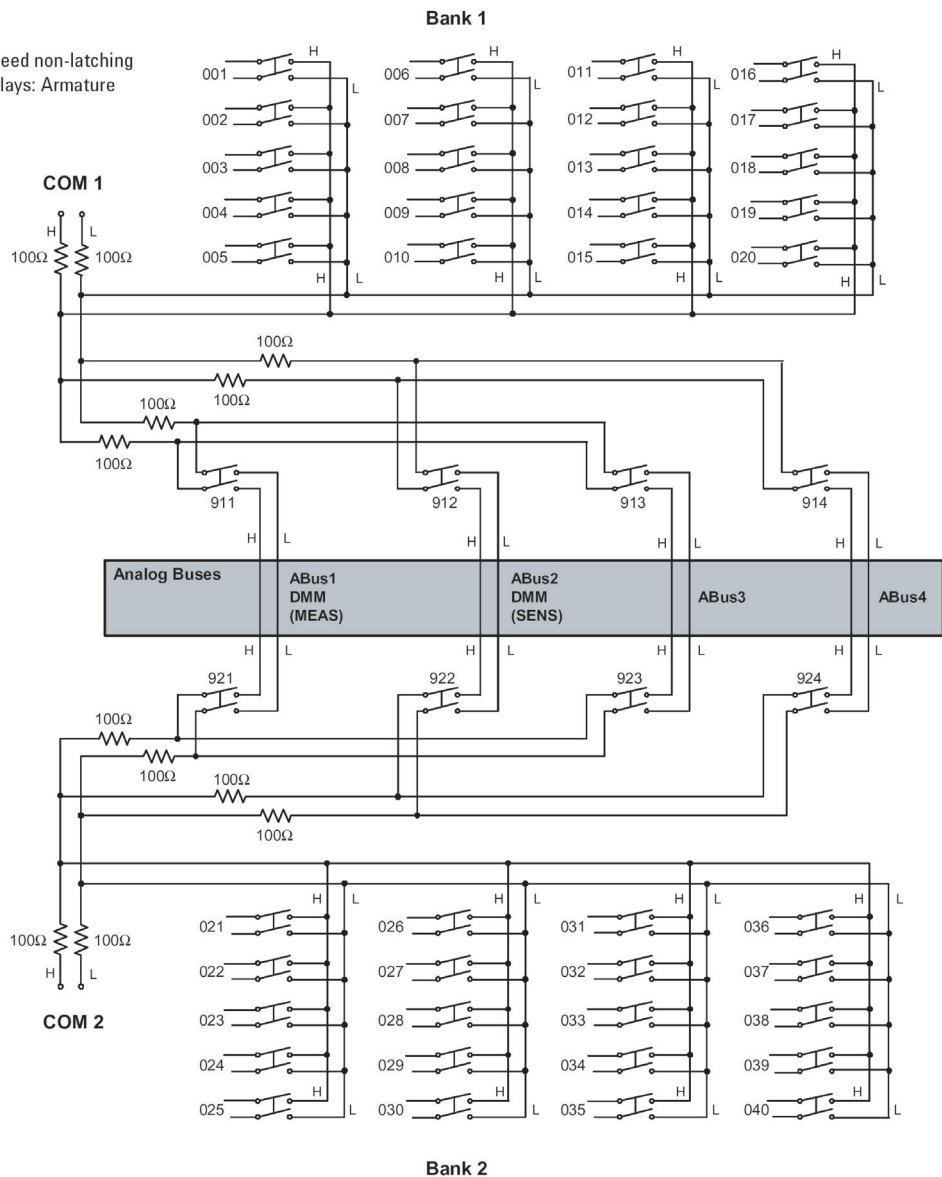 Bank 1
eed non-latching
lays: Armature
H H H H
001 006 011 016
L L L L
002 007 012 017
003 008 013 018
COM 1
004 009 014 019
H L
100Ω 100Ω
005 010 015 020
H L H L H L H L
100Ω
100Ω
100Ω
100Ω
911 912 913 914
H L H L H L H L
Analog Buses
ABus1
DMM
(MEAS)
ABus2
DMM
(SENS)
ABus3
ABus4
H L H L H L H L
921 922 923 924
100Ω
100Ω
100Ω
100Ω
H L H L H L H L
021 026 031 036
100Ω 100Ω
022 027 032 037
H L
COM 2
023 028 033 038
024 029 034 039
H H H H
025 030 035 040
L L L L
Bank 2